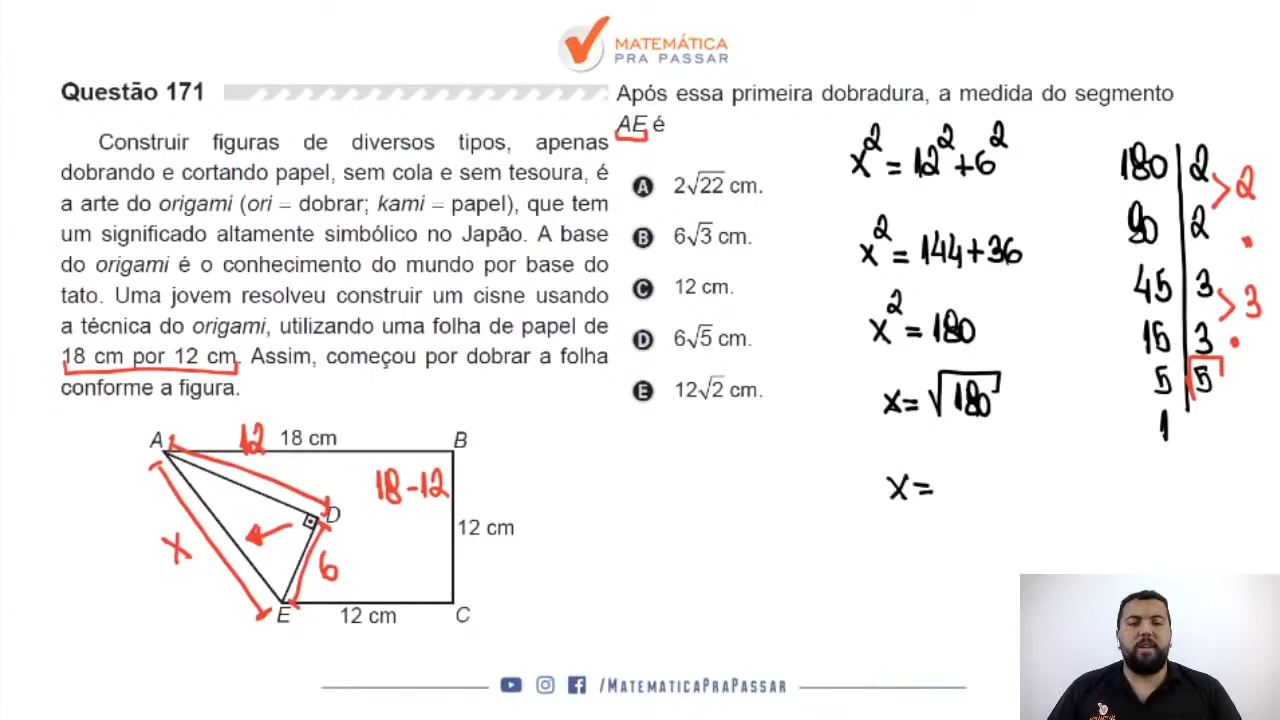 MATEMÁTICA
PRA PASSAR
Questão 171
Construir figuras de diversos tipos, apenas
dobrando e cortando papel, sem cola e sem tesoura, é
a arte do origami (ori = dobrar; kami = papel), que tem
um significado altamente simbólico no Japão. A base
do origami é o conhecimento do mundo por base do
tato. Uma jovem resolveu construir um cisne usando
a técnica do origami, utilizando uma folha de papel de
18 cm por 12 cm. Assim, começou por dobrar a folha
conforme a figura.
A 12 18 cm B
18-12
D
12 cm
x
6
E 12 cm C
Após essa primeira dobradura, a medida do segmento
AE é
A 2√22 cm.
B 6√3 cm.
C 12 cm.
D 6√5 cm.
E 12√2 cm.
x² = 12² + 6²
x² = 144 + 36
x² = 180
x = √180
x =
180 | 2
90 | 2 > 2
.
45 | 3
15 | 3 > 3
.
5 | √5
1
/MATEMATICAPRAPASSAR